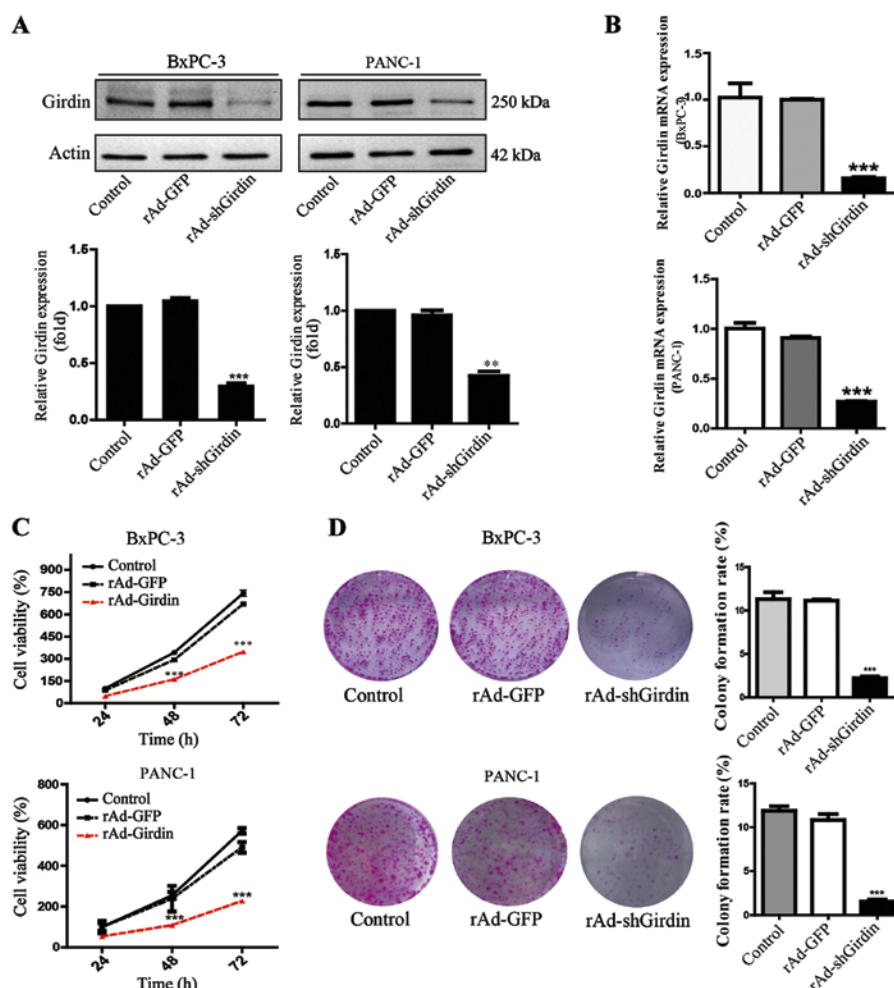 A
BxPC-3
PANC-1
Girdin
250 kDa
Actin
42 kDa
Control
rAd-GFP
rAd-shGirdin
Control
rAd-GFP
rAd-shGirdin
Relative Girdin expression
(fold)
1.5
1.0
0.5
0.0
***
Control
rAd-GFP
rAd-shGirdin
Relative Girdin expression
(fold)
1.5
1.0
0.5
0.0
**
Control
rAd-GFP
rAd-shGirdin
B
Relative Girdin mRNA expression
(BxPC-3)
1.5
1.0
0.5
0.0
***
Control
rAd-GFP
rAd-shGirdin
Relative Girdin mRNA expression
(PANC-1)
1.5
1.0
0.5
0.0
***
Control
rAd-GFP
rAd-shGirdin
C
BxPC-3
Cell viability (%)
900
750
600
450
300
150
0
Control
rAd-GFP
rAd-Girdin
***
***
24
48
72
Time (h)
PANC-1
Cell viability (%)
800
600
400
200
0
Control
rAd-GFP
rAd-Girdin
***
***
24
48
72
Time (h)
D
BxPC-3
Control
rAd-GFP
rAd-shGirdin
Colony formation rate (%)
15
10
5
0
***
Control
rAd-GFP
rAd-shGirdin
PANC-1
Control
rAd-GFP
rAd-shGirdin
Colony formation rate (%)
15
10
5
0
***
Control
rAd-GFP
rAd-shGirdin